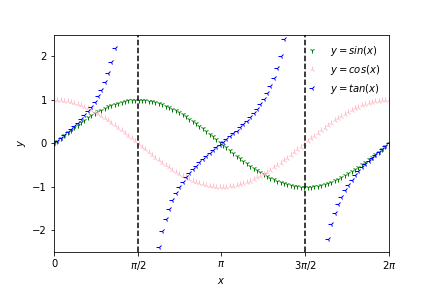 y = sin(x)
y = cos(x)
y = tan(x)
y
2
1
0
−1
−2
0 π/2 π 3π/2 2π
x